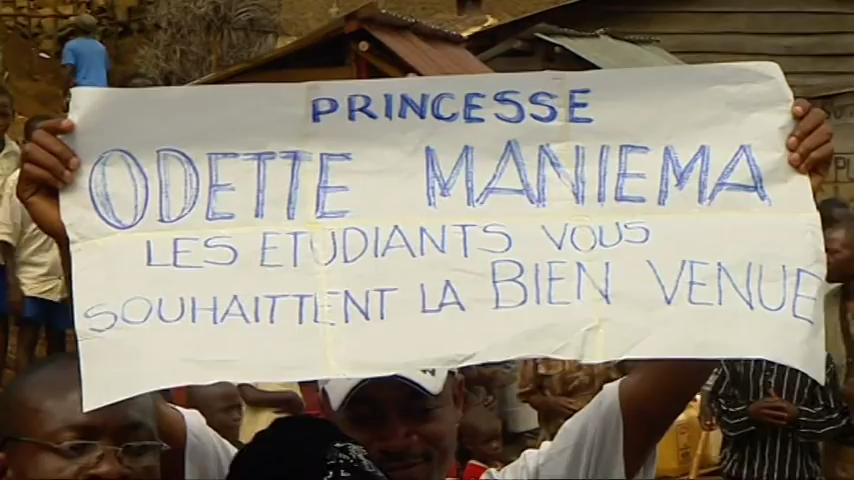 PRINCESSE
ODETTE MANIEMA
LES ETUDIANTS VOUS
SOUHAITTENT LA BIEN VENUE